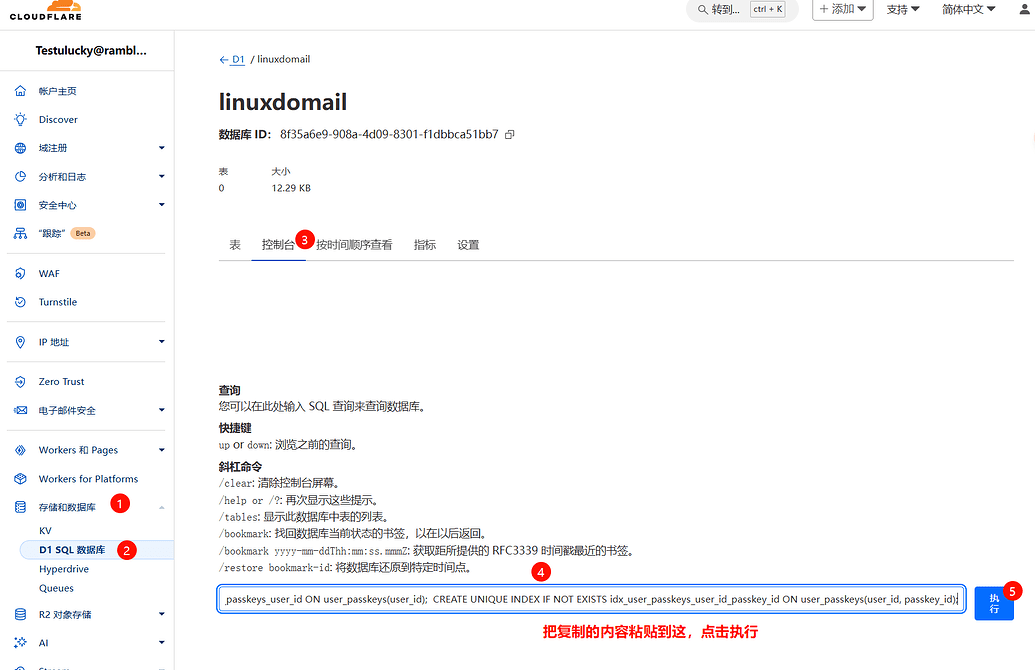 CLOUDFLARE
转到...
ctrl + K
+ 添加
支持
简体中文
Testulucky@rambl...
帐户主页
Discover
域注册
分析和日志
安全中心
"跟踪" Beta
WAF
Turnstile
IP 地址
Zero Trust
电子邮件安全
Workers 和 Pages
Workers for Platforms
存储和数据库 1
KV
D1 SQL 数据库 2
Hyperdrive
Queues
R2 对象存储
AI
← D1 / linuxdomail
linuxdomail
数据库 ID： 8f35a6e9-908a-4d09-8301-f1dbbca51bb7
表 大小
0 12.29 KB
表 控制台 3 按时间顺序查看 指标 设置
查询
您可以在此处输入 SQL 查询来查询数据库。
快捷键
up or down: 浏览之前的查询。
斜杠命令
/clear: 清除控制台屏幕。
/help or /?: 再次显示这些提示。
/tables: 显示此数据库中表的列表。
/bookmark: 找回数据库当前状态的书签，以在以后返回。
/bookmark yyyy-mm-ddThh:mm:ss.mmmZ: 获取距所提供的 RFC3339 时间戳最近的书签。
/restore bookmark-id: 将数据库还原到特定时间点。
4
_passkeys_user_id ON user_passkeys(user_id); CREATE UNIQUE INDEX IF NOT EXISTS idx_user_passkeys_user_id_passkey_id ON user_passkeys(user_id, passkey_id);
执
行
5
把复制的内容粘贴到这，点击执行